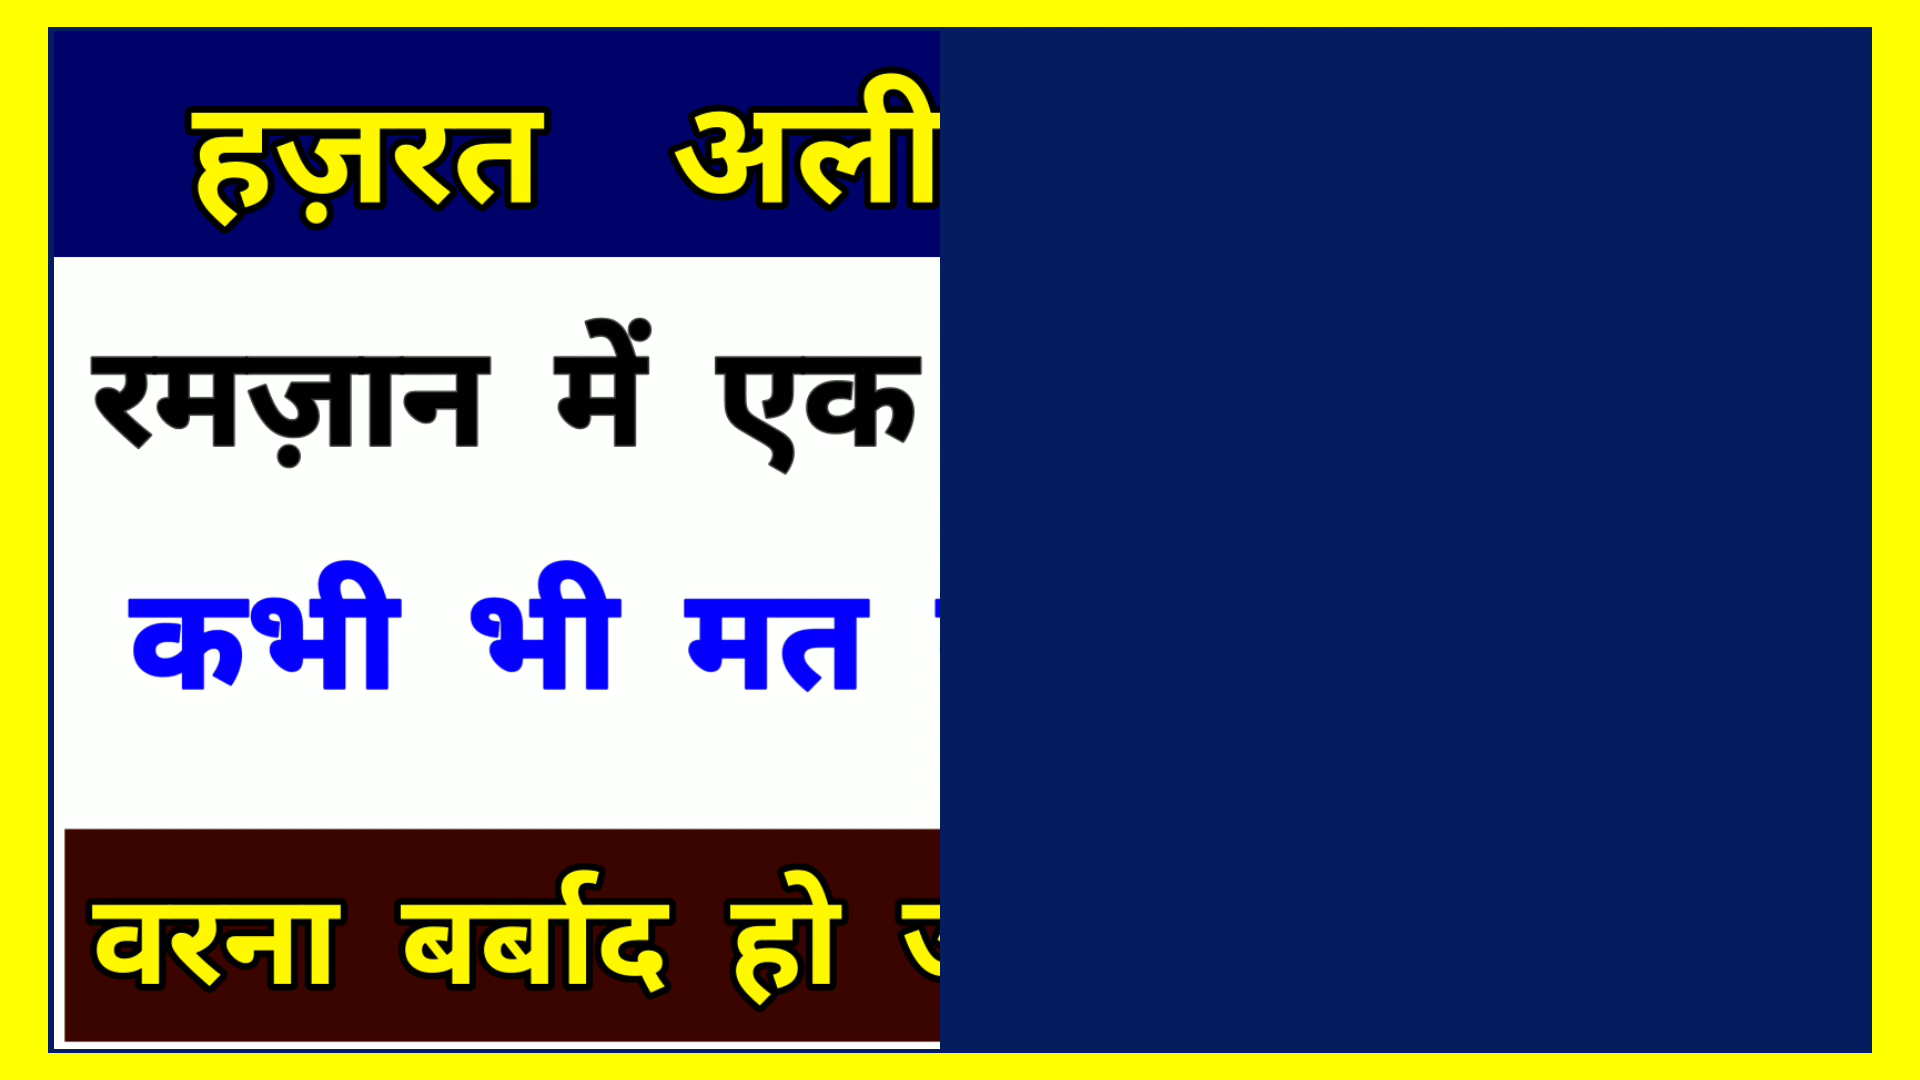 हज़रत अली
रमज़ान में एक
कभी भी मत
वरना बर्बाद हो